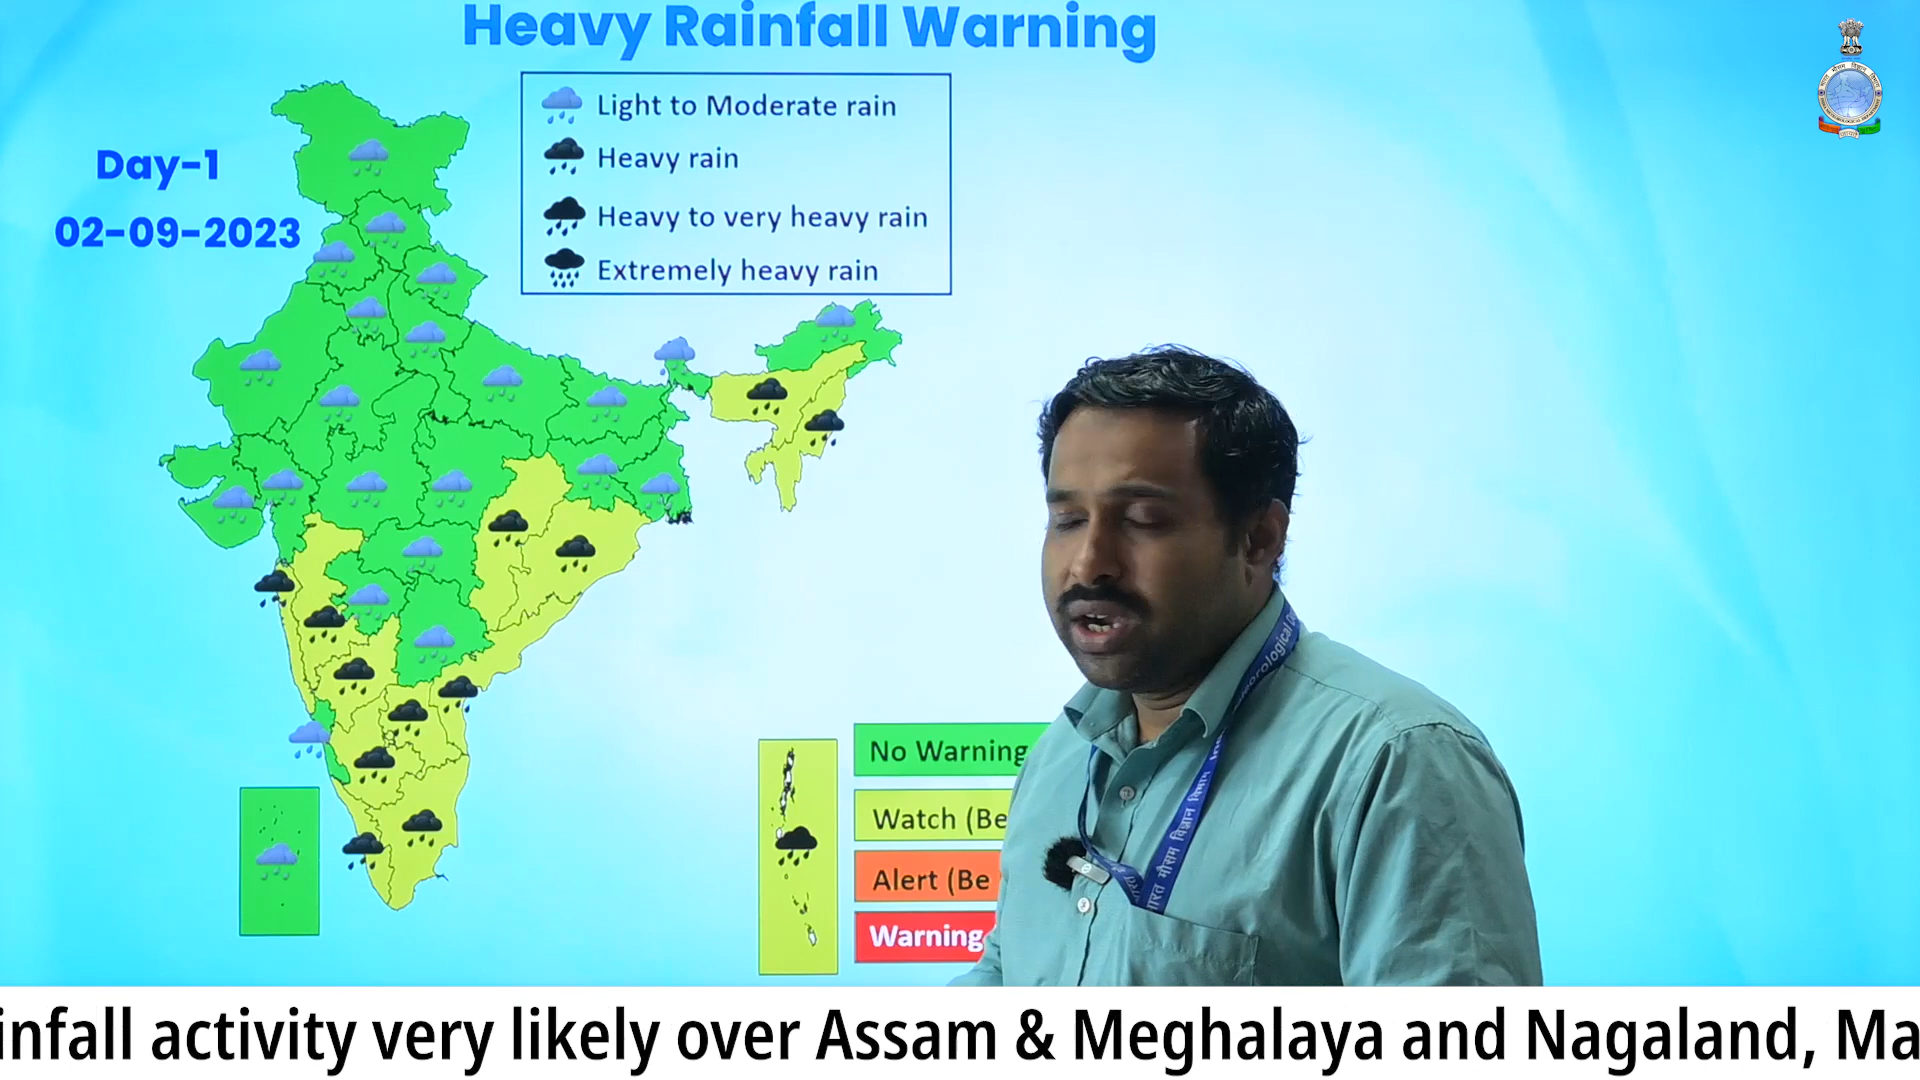 Heavy Rainfall Warning
Day-1
02-09-2023
Light to Moderate rain
Heavy rain
Heavy to very heavy rain
Extremely heavy rain
No Warning
Watch (Be
Alert (Be
Warning
भारत मौसम विज्ञान विभाग
infall activity very likely over Assam & Meghalaya and Nagaland, Ma